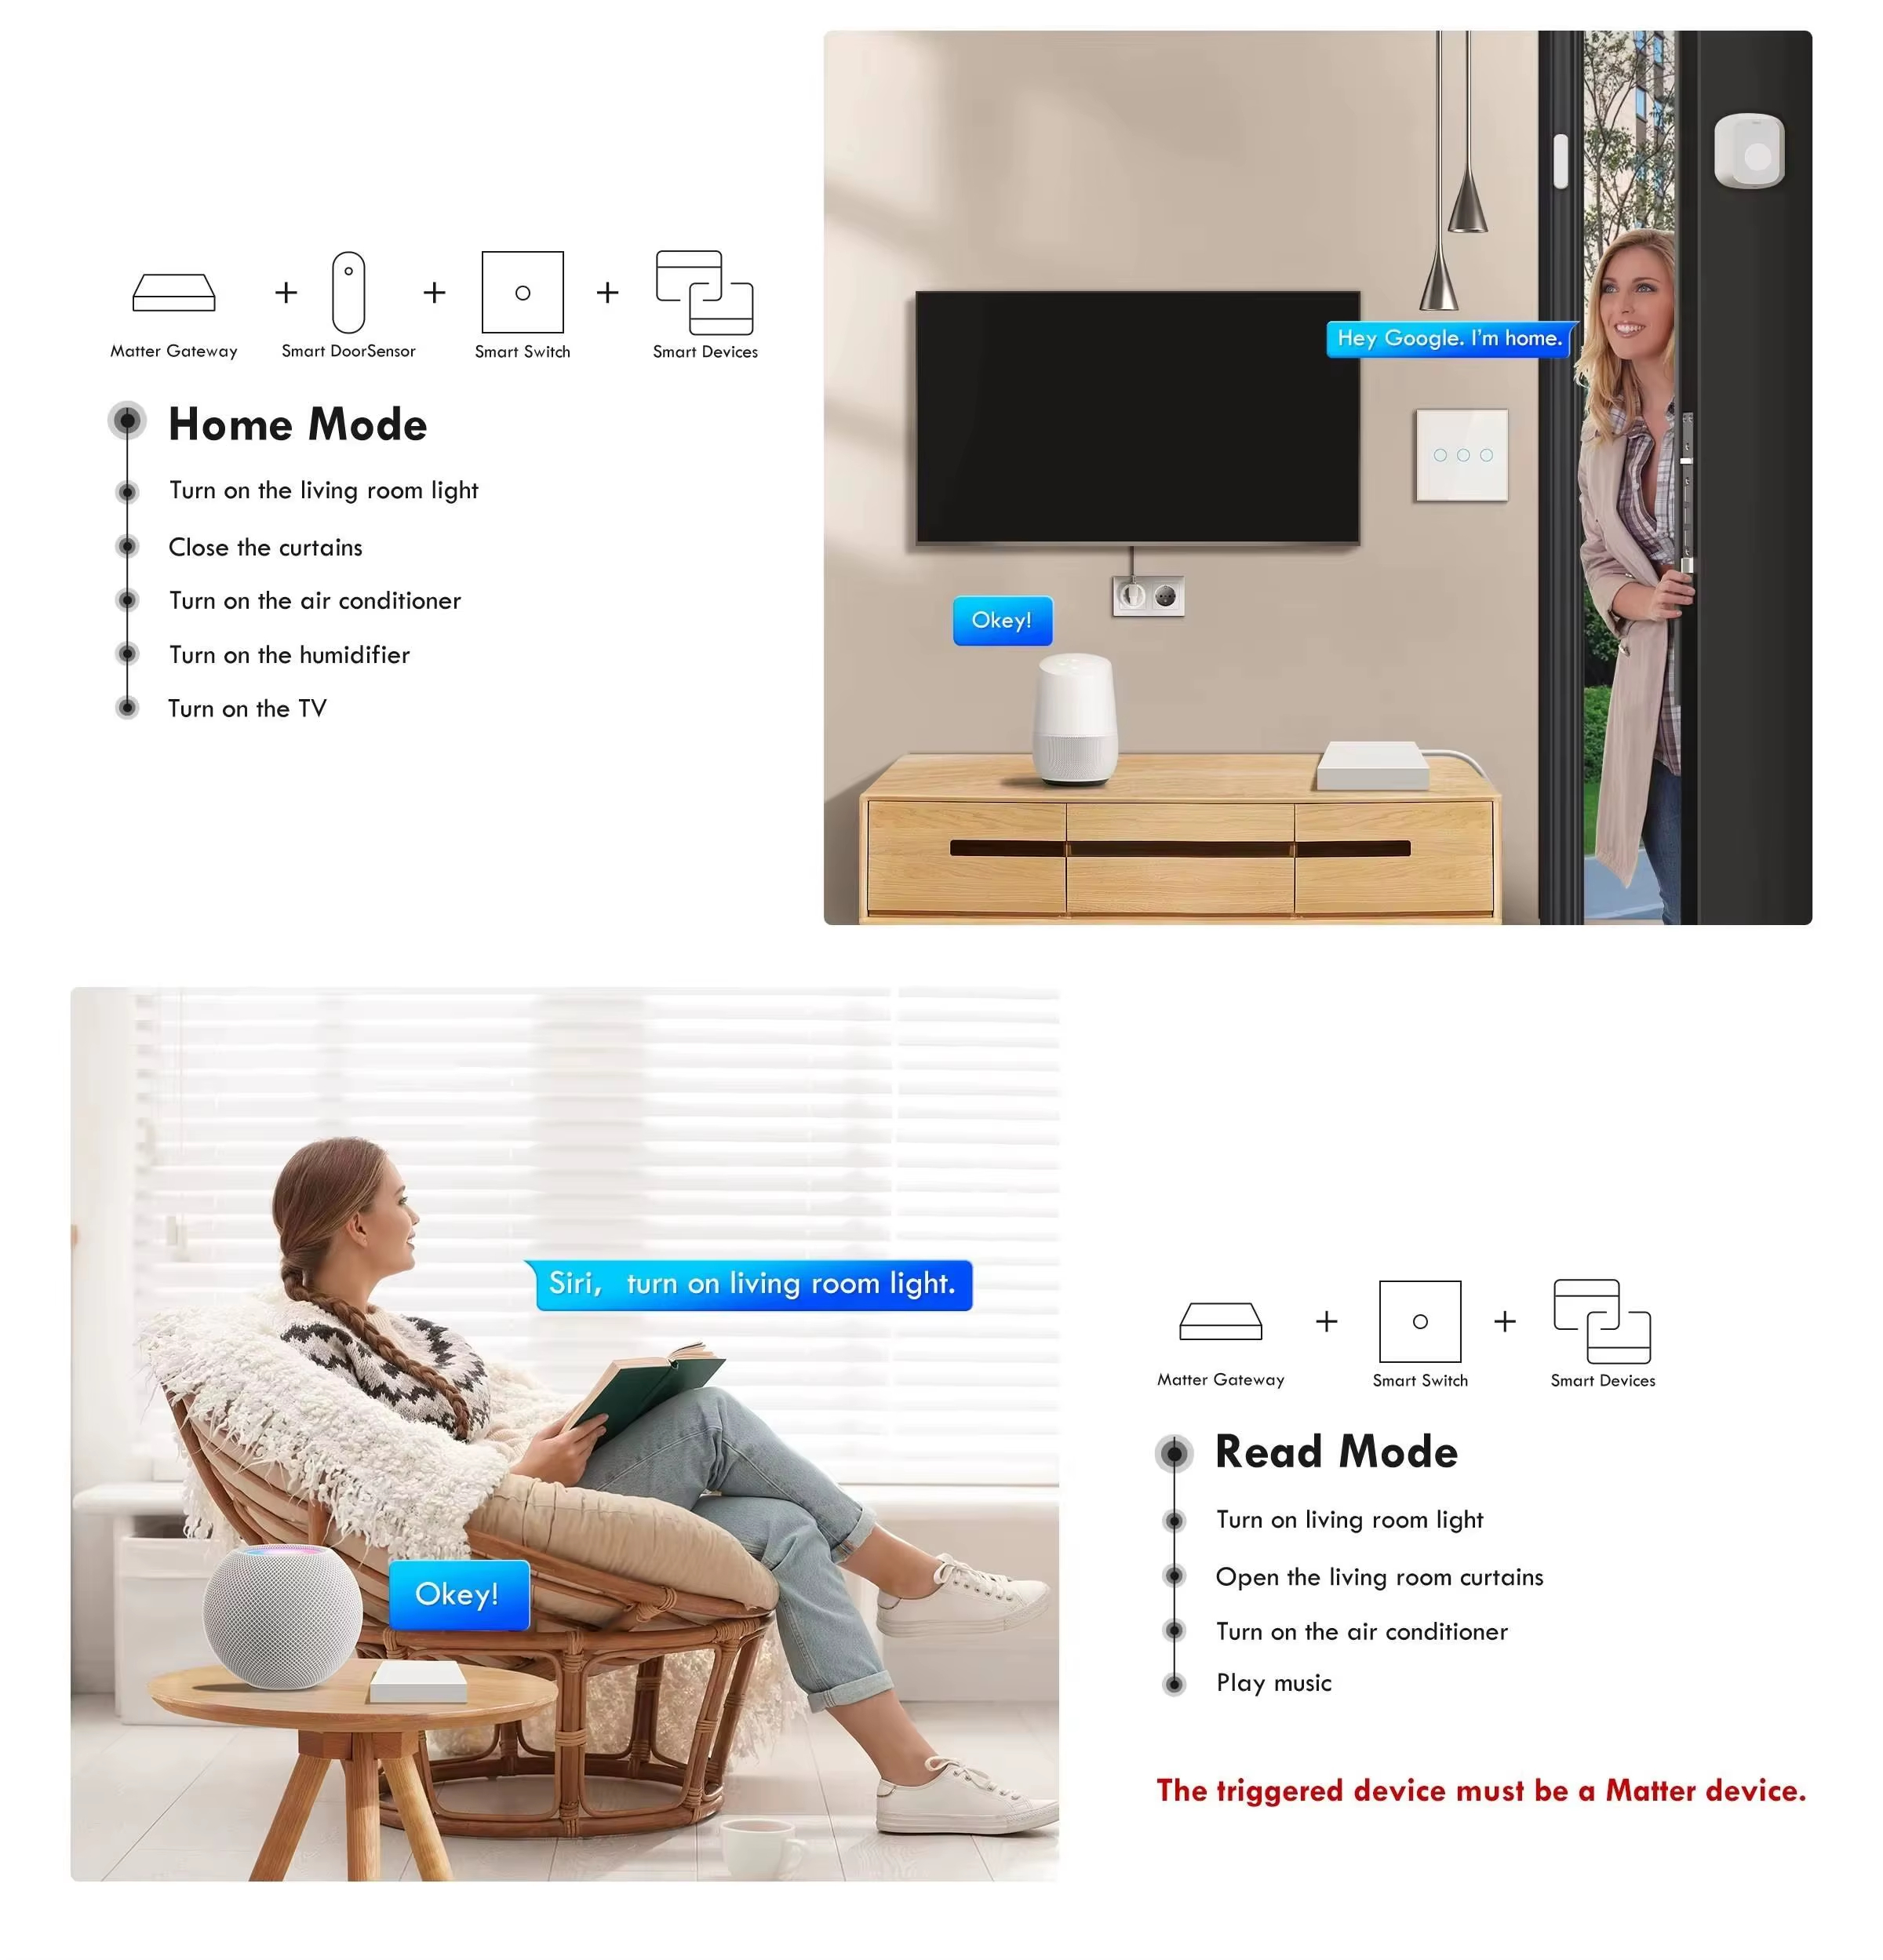 Matter Gateway
Smart DoorSensor
Smart Switch
Smart Devices
Home Mode
Turn on the living room light
Close the curtains
Turn on the air conditioner
Turn on the humidifier
Turn on the TV
Hey Google. I'm home.
Okey!
Siri, turn on living room light.
Okey!
Matter Gateway
Smart Switch
Smart Devices
Read Mode
Turn on living room light
Open the living room curtains
Turn on the air conditioner
Play music
The triggered device must be a Matter device.